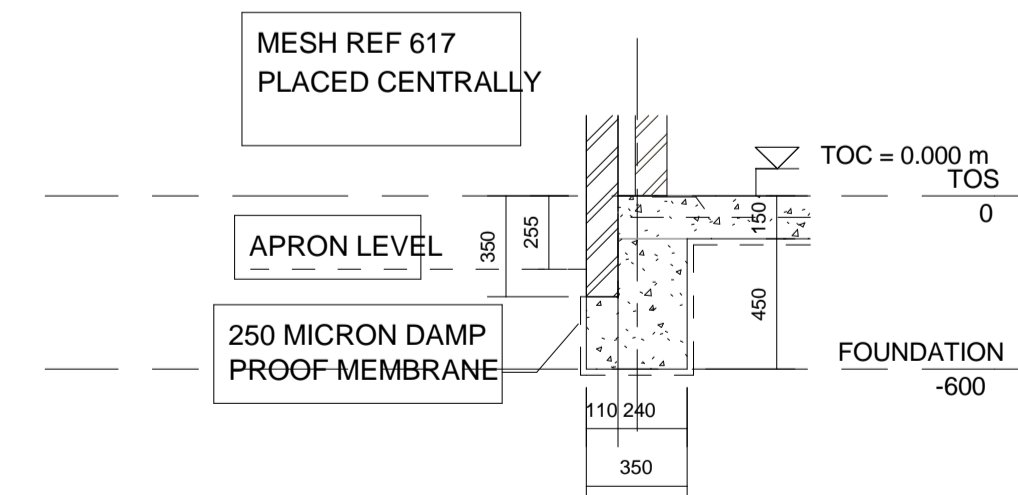 MESH REF 617
PLACED CENTRALLY
TOC = 0.000 m
TOS
0
APRON LEVEL
350
255
150
450
250 MICRON DAMP
PROOF MEMBRANE
FOUNDATION
-600
110 240
350